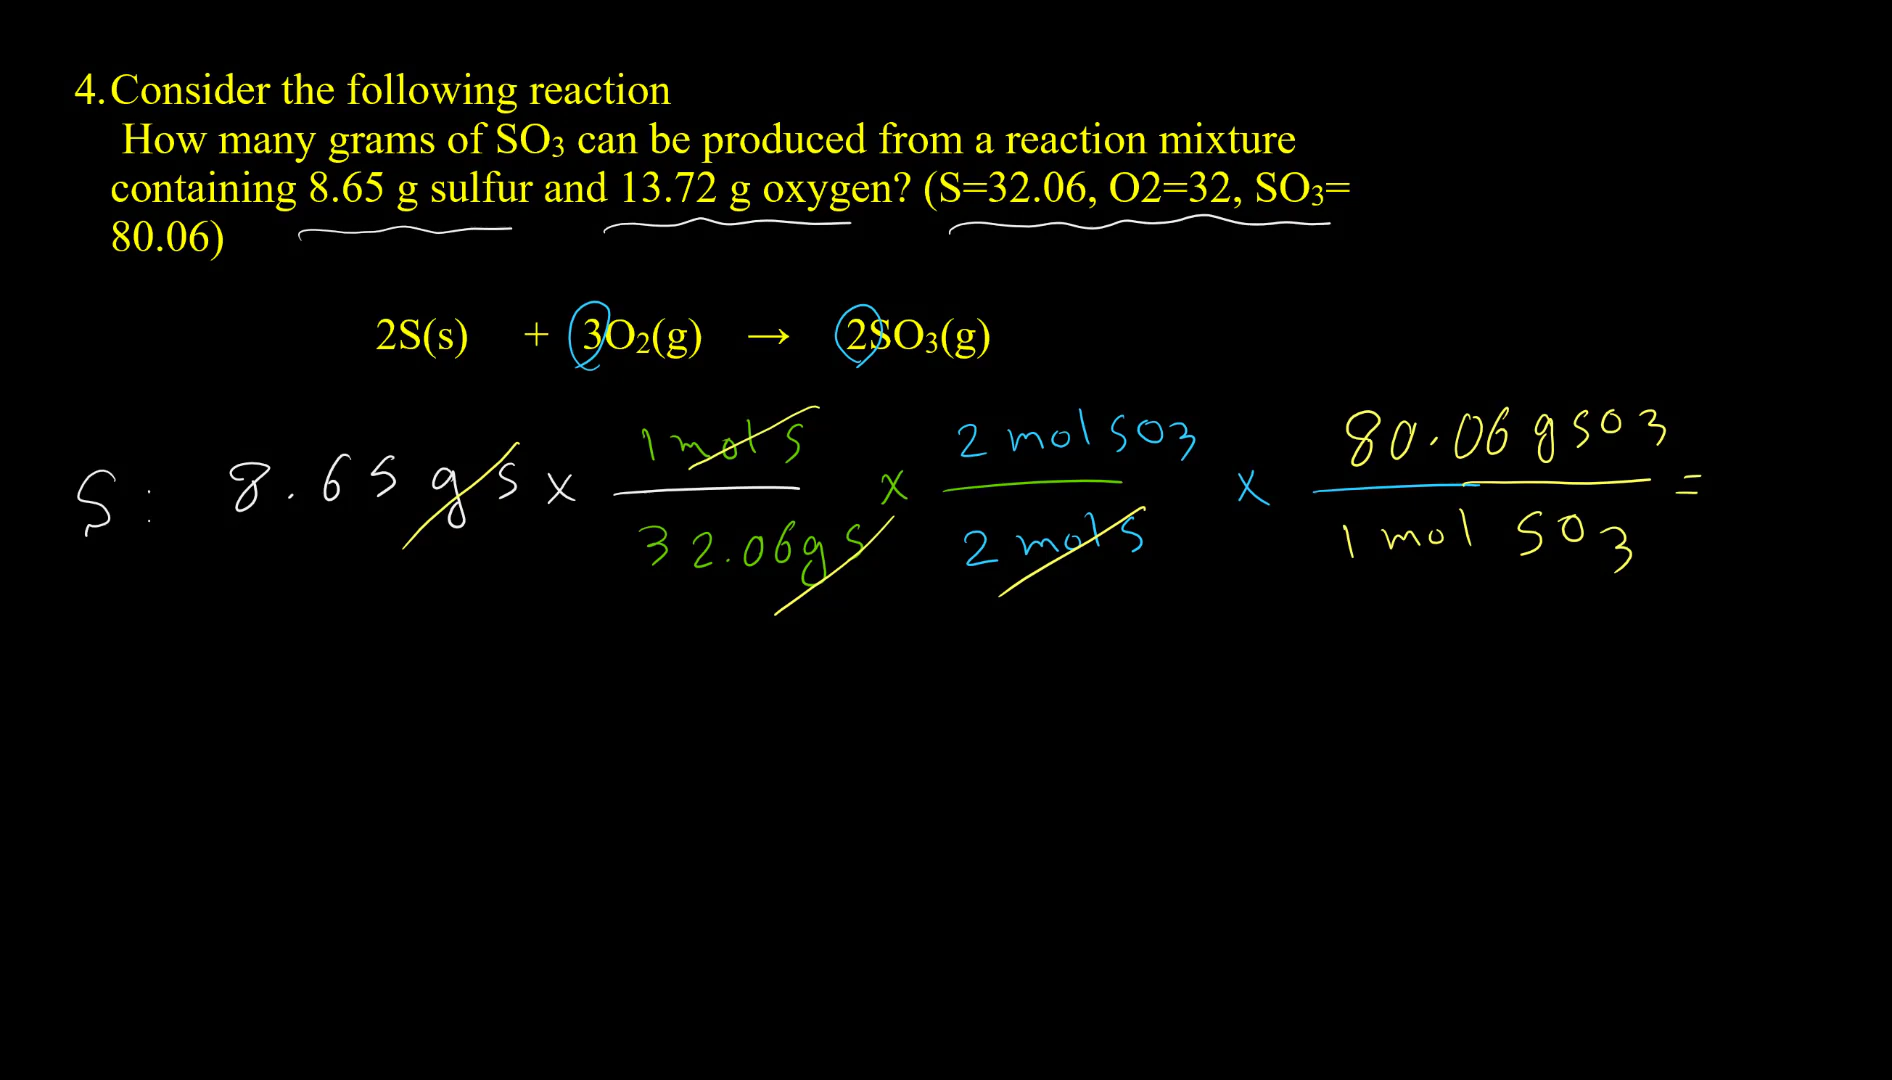 4. Consider the following reaction
How many grams of SO₃ can be produced from a reaction mixture
containing 8.65 g sulfur and 13.72 g oxygen? (S=32.06, O2=32, SO₃=
80.06)
2S(s) + 3O₂(g) → 2SO₃(g)
S: 8.65 g S x 1 mol S / 32.06 g S x 2 mol SO3 / 2 mol S x 80.06 g SO3 / 1 mol SO3 =